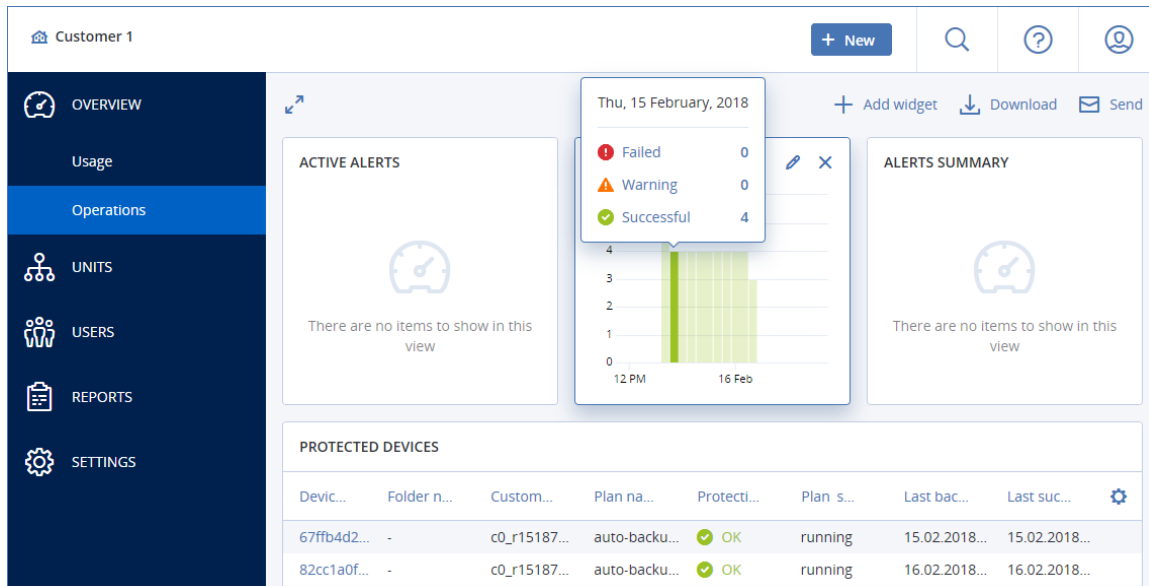 Customer 1
+ New
OVERVIEW
Usage
Operations
UNITS
USERS
REPORTS
SETTINGS
Add widget
Download
Send
ACTIVE ALERTS
There are no items to show in this
view
Thu, 15 February, 2018
Failed 0
Warning 0
Successful 4
4
3
2
1
0
12 PM 16 Feb
ALERTS SUMMARY
There are no items to show in this
view
PROTECTED DEVICES
Devic... Folder n... Custom... Plan na... Protecti... Plan s... Last bac... Last suc...
67ffb4d2... - c0_r15187... auto-backu... OK running 15.02.2018... 15.02.2018...
82cc1a0f... - c0_r15187... auto-backu... OK running 16.02.2018... 16.02.2018...